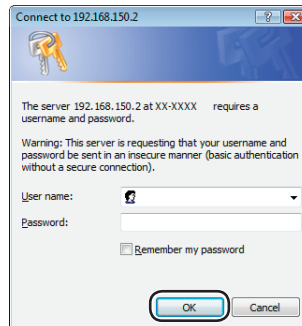 Connect to 192.168.150.2
The server 192.168.150.2 at XX-XXXX requires a
username and password.
Warning: This server is requesting that your username and
password be sent in an insecure manner (basic authentication
without a secure connection).
User name:
Password:
Remember my password
OK Cancel